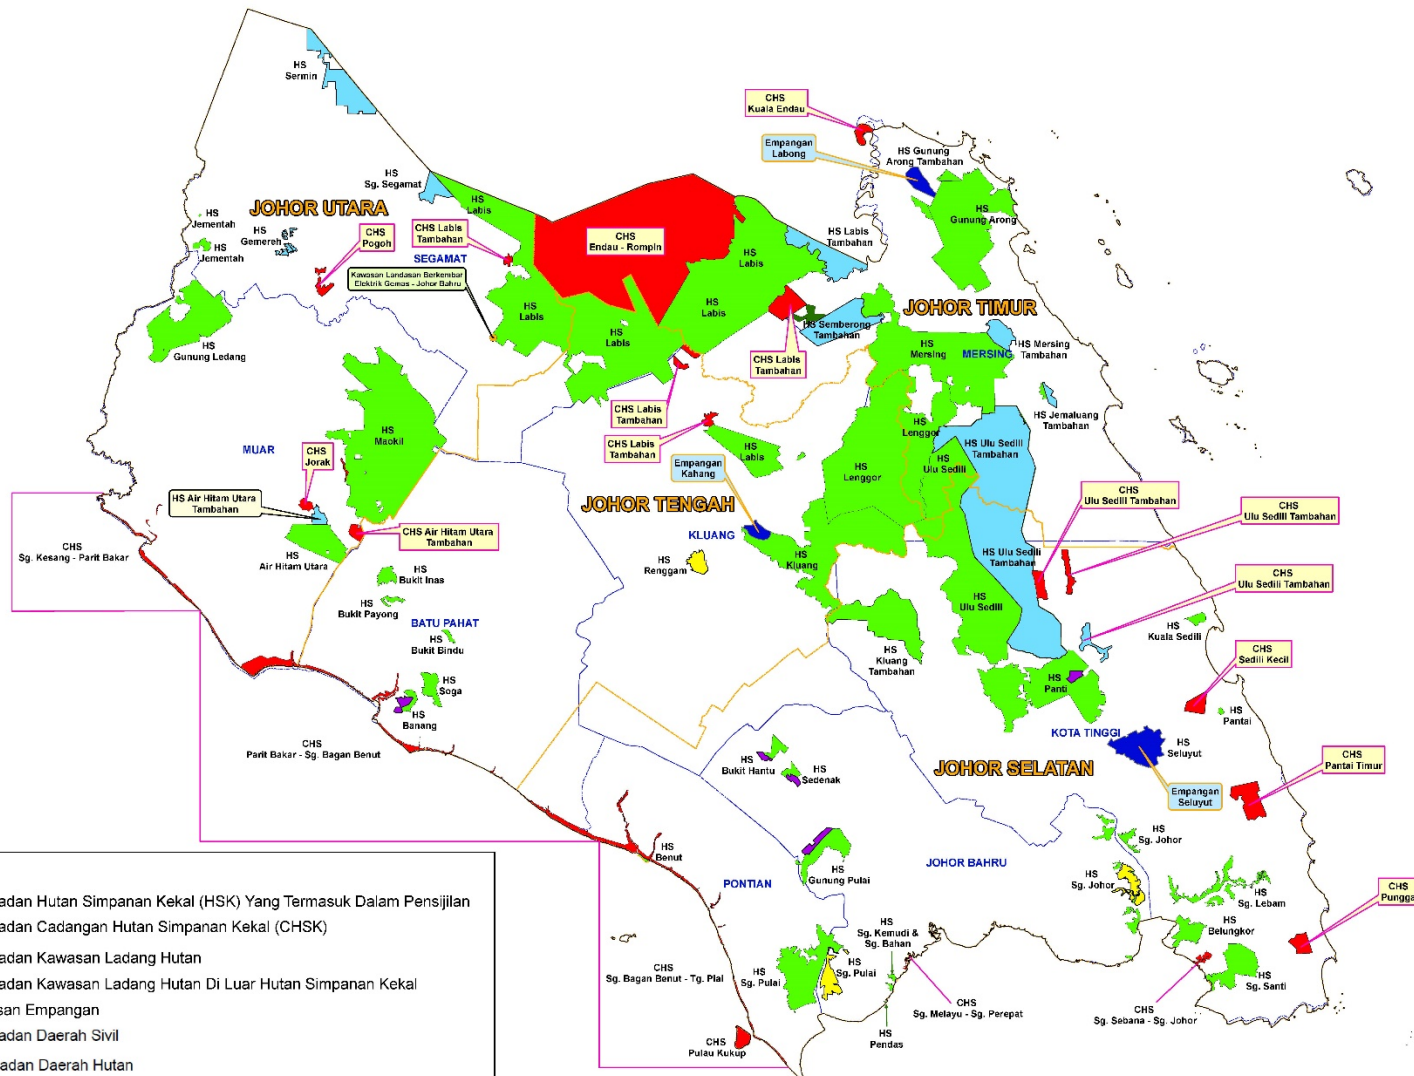 HS
Sermin
CHS
Kuala Endau
Empangan
Labong
HS Gunung
Arong Tambahan
HS
Sg. Segamat
HS
Labis
HS
Gunung Arong
JOHOR UTARA
HS
Jementah
HS
Gemereh
HS
Jementah
CHS
Pogoh
CHS Labis
Tambahan
CHS
Endau - Rompin
HS Labis
Tambahan
HS
Labis
SEGAMAT
Kawasan Landasan Berkembar
Elektrik Gemas - Johor Bahru
HS
Labis
HS
Labis
HS
Labis
HS Semberong
Tambahan
JOHOR TIMUR
HS
Gunung Ledang
CHS Labis
Tambahan
HS
Mersing
MERSING
HS Mersing
Tambahan
CHS Labis
Tambahan
HS Jemaluang
Tambahan
HS
Maokil
MUAR
CHS
Jorak
CHS Labis
Tambahan
HS
Labis
HS
Lenggor
HS
Lenggor
HS Ulu Sedili
Tambahan
HS
Ulu Sedili
Empangan
Kahang
HS Air Hitam Utara
Tambahan
JOHOR TENGAH
CHS
Ulu Sedili Tambahan
CHS
Ulu Sedili Tambahan
CHS Air Hitam Utara
Tambahan
KLUANG
CHS
Sg. Kesang - Parit Bakar
HS
Air Hitam Utara
HS
Renggam
HS
Kluang
HS Ulu Sedili
Tambahan
HS
Bukit Inas
CHS
Ulu Sedili Tambahan
HS
Ulu Sedili
HS
Bukit Payong
BATU PAHAT
HS
Bukit Bindu
HS
Kuala Sedili
HS
Kluang
Tambahan
CHS
Sedili Kecil
HS
Soga
HS
Panti
HS
Banang
HS
Pantai
KOTA TINGGI
CHS
Parit Bakar - Sg. Bagan Benut
HS
Bukit Hantu
HS
Sedenak
JOHOR SELATAN
HS
Seluyut
CHS
Pantai Timur
Empangan
Seluyut
HS
Benut
HS
Sg. Johor
HS
Gunung Pulai
JOHOR BAHRU
PONTIAN
HS
Sg. Johor
HS
Sg. Lebam
CHS
Pungga
HS
Sg. Kemudi &
Sg. Bahan
HS
Belungkor
CHS
Sg. Bagan Benut - Tg. Piai
HS
Sg. Pulai
HS
Sg. Pulai
HS
Sg. Santi
CHS
Sg. Melayu - Sg. Perepat
CHS
Sg. Sebana - Sg. Johor
HS
Pendas
CHS
Pulau Kukup
adan Hutan Simpanan Kekal (HSK) Yang Termasuk Dalam Pensijilan
adan Cadangan Hutan Simpanan Kekal (CHSK)
adan Kawasan Ladang Hutan
adan Kawasan Ladang Hutan Di Luar Hutan Simpanan Kekal
san Empangan
adan Daerah Sivil
adan Daerah Hutan